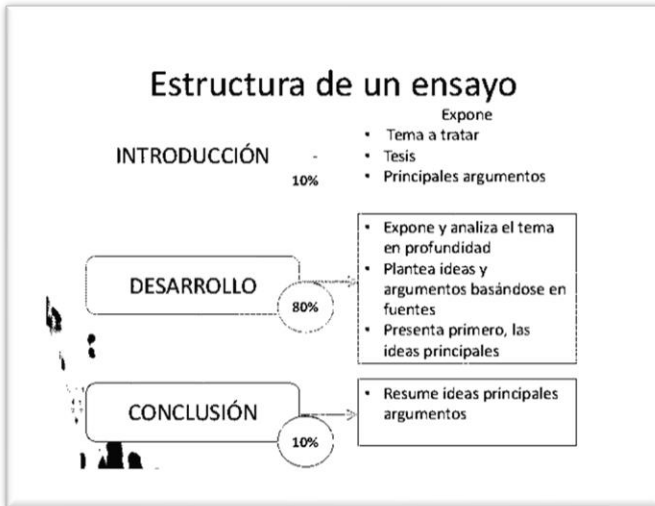 Estructura de un ensayo
INTRODUCCIÓN
10%
Expone
• Tema a tratar
• Tesis
• Principales argumentos
DESARROLLO
80%
• Expone y analiza el tema
en profundidad
• Plantea ideas y
argumentos basándose en
fuentes
• Presenta primero, las
ideas principales
CONCLUSIÓN
10%
• Resume ideas principales
argumentos